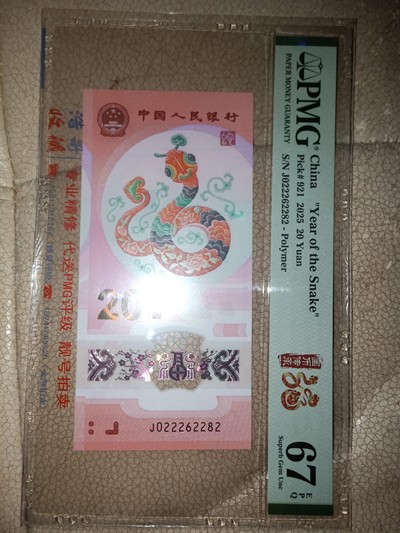 PMG®
PAPER MONEY GUARANTY
China "Year of the Snake"
Pick# 921 2025 20 Yuan
S/N J022262282 - Polymer
67 EPQ
Superb Gem Unc
中国人民银行
20
J022262282
专业精修 代送PMG评级 靓号拍卖